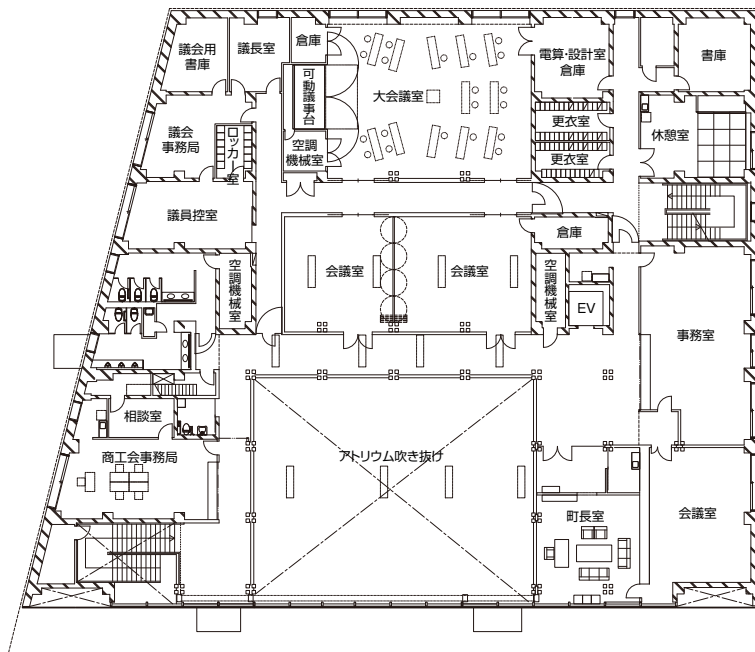 議会用
書庫
議長室
倉庫
可動議事台
大会議室
電算・設計室
倉庫
書庫
議会
事務局
ロッカー室
空調
機械室
更衣室
更衣室
休憩室
議員控室
倉庫
空調機械室
会議室
会議室
空調機械室
EV
事務室
相談室
商工会事務局
アトリウム吹き抜け
町長室
会議室